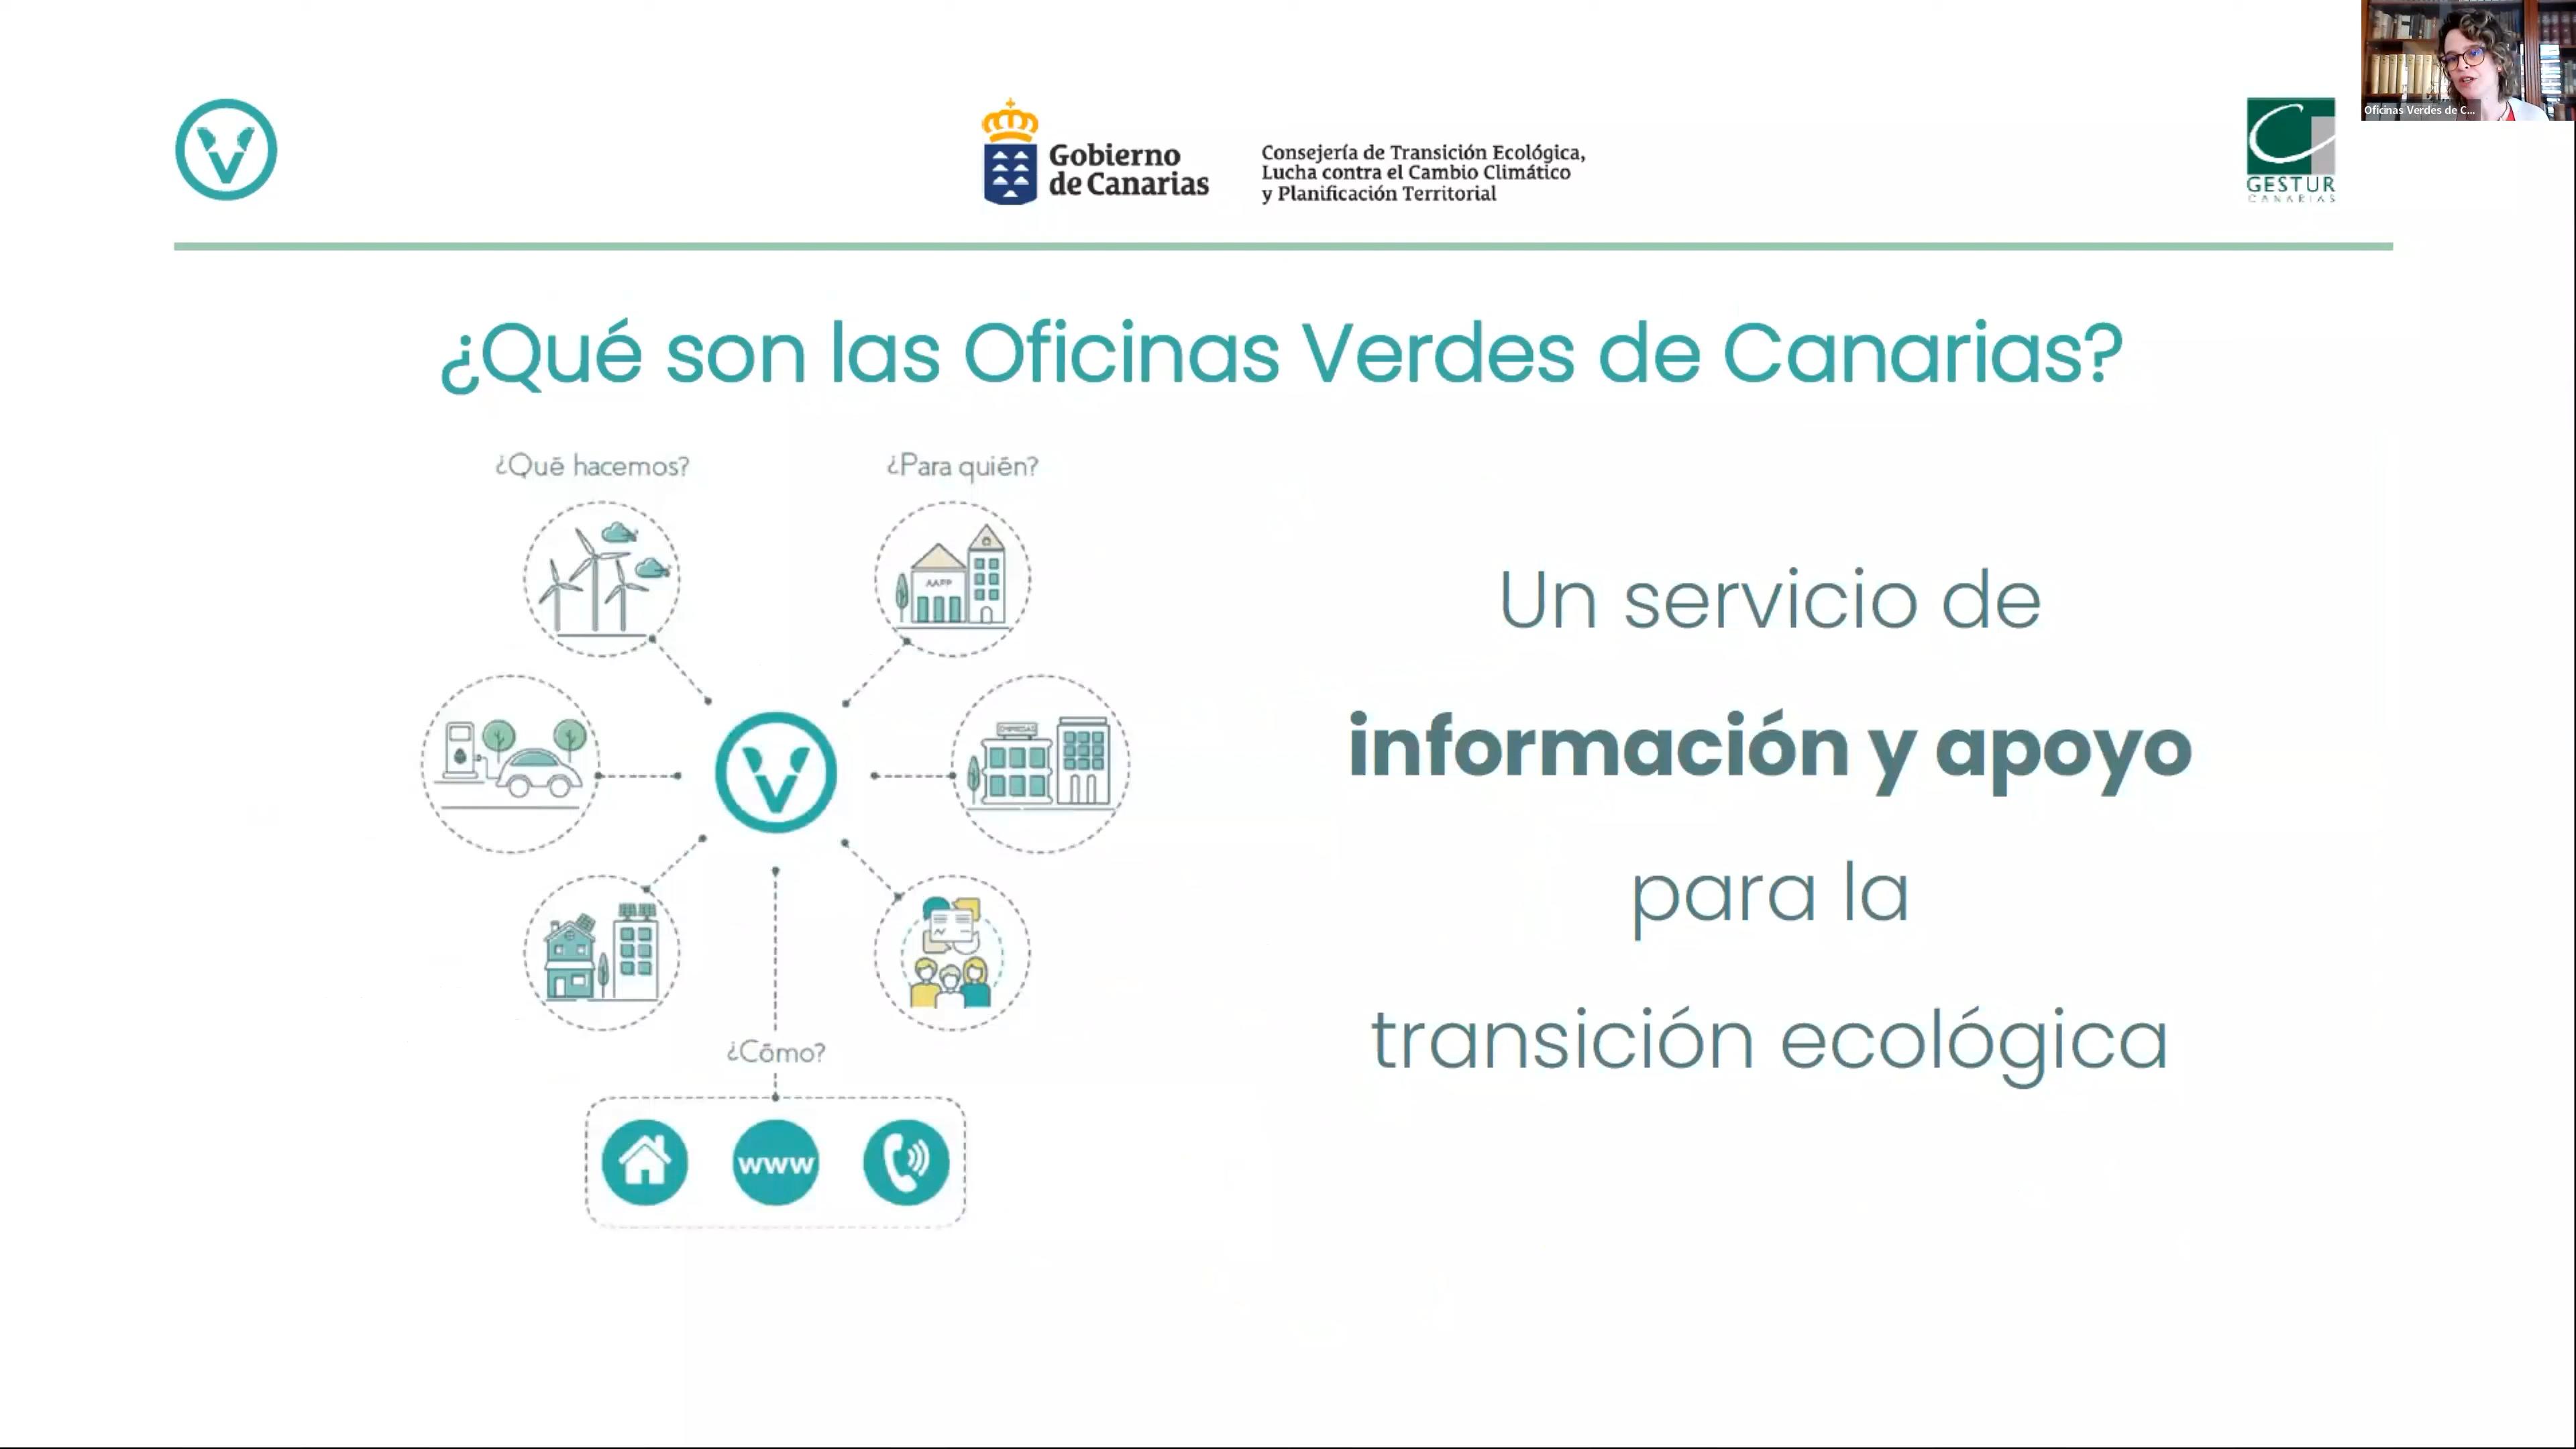 Oficinas Verdes de C...
Gobierno
de Canarias
Consejería de Transición Ecológica,
Lucha contra el Cambio Climático
y Planificación Territorial
GESTUR
CANARIAS
¿Qué son las Oficinas Verdes de Canarias?
¿Qué hacemos?
¿Para quién?
AAPP
EMPRESAS
¿Cómo?
www
Un servicio de
información y apoyo
para la
transición ecológica